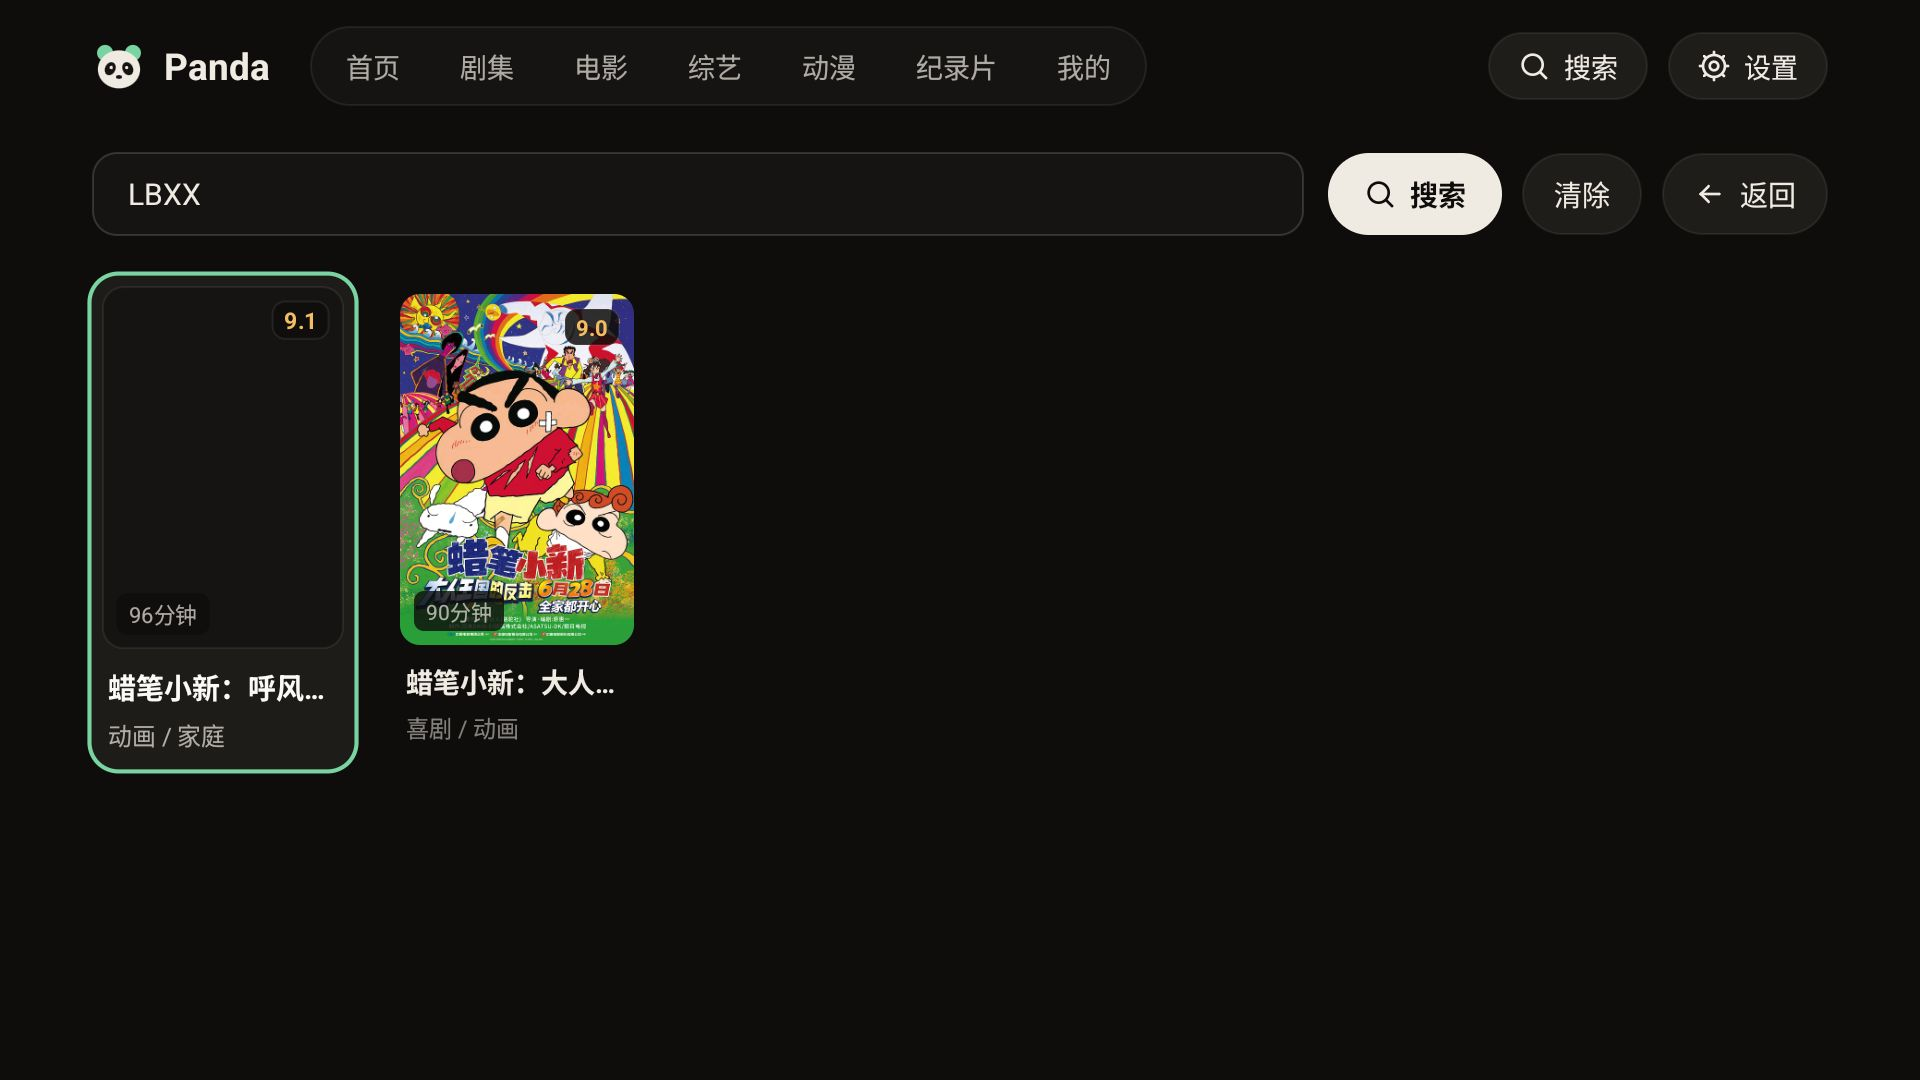 Panda
首页
剧集
电影
综艺
动漫
纪录片
我的
搜索
设置
LBXX
搜索
清除
返回
9.1
96分钟
蜡笔小新：呼风...
动画 / 家庭
9.0
蜡笔小新
大人国的反击
6月28日
全家都开心
90分钟
蜡笔小新：大人...
喜剧 / 动画